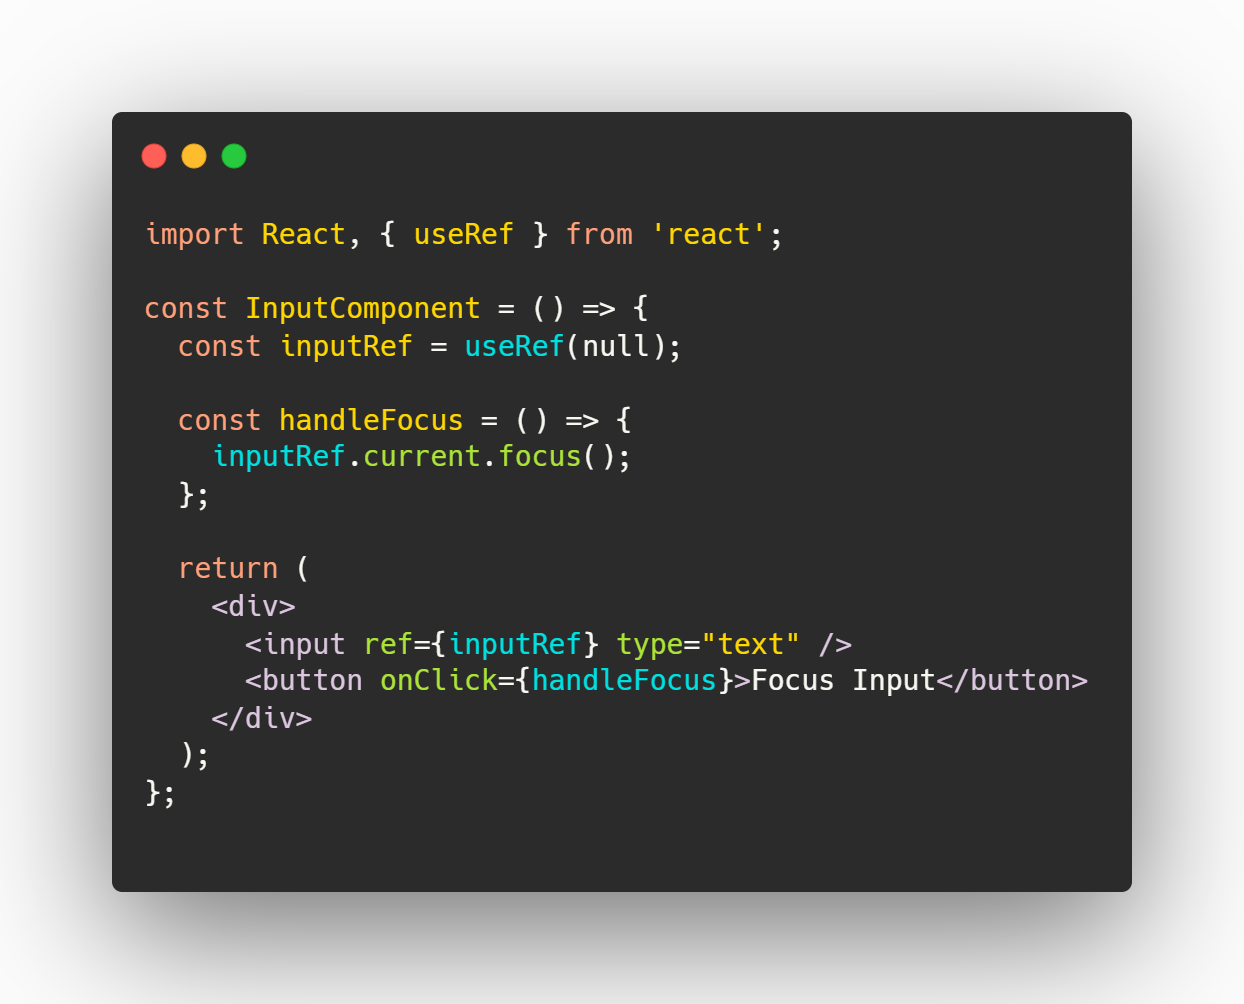 import React, { useRef } from 'react';
const InputComponent = () => {
  const inputRef = useRef(null);
  const handleFocus = () => {
    inputRef.current.focus();
  };
  return (
    <div>
      <input ref={inputRef} type="text" />
      <button onClick={handleFocus}>Focus Input</button>
    </div>
  );
};